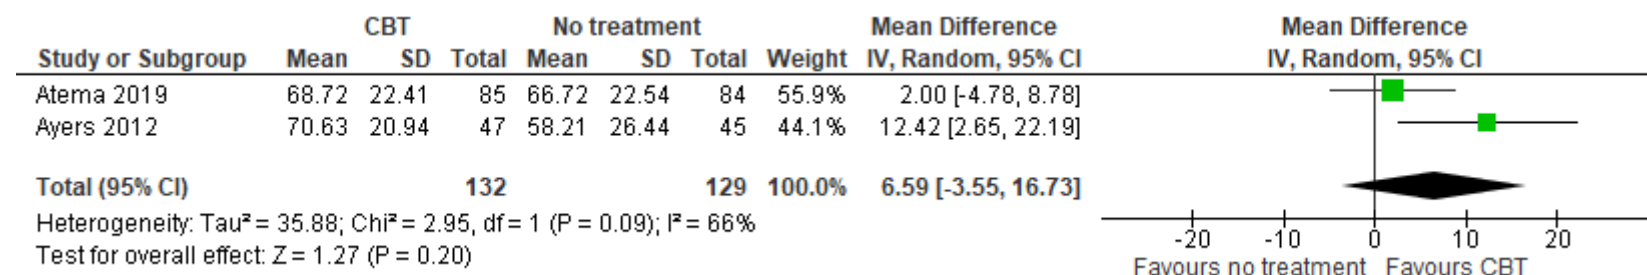 CBT No treatment Mean Difference Mean Difference
Study or Subgroup Mean SD Total Mean SD Total Weight IV, Random, 95% CI IV, Random, 95% CI
Atema 2019 68.72 22.41 85 66.72 22.54 84 55.9% 2.00 [-4.78, 8.78]
Ayers 2012 70.63 20.94 47 58.21 26.44 45 44.1% 12.42 [2.65, 22.19]
Total (95% CI) 132 129 100.0% 6.59 [-3.55, 16.73]
Heterogeneity: Tau² = 35.88; Chi² = 2.95, df = 1 (P = 0.09); I² = 66%
Test for overall effect: Z = 1.27 (P = 0.20)
-20 -10 0 10 20
Favours no treatment Favours CBT